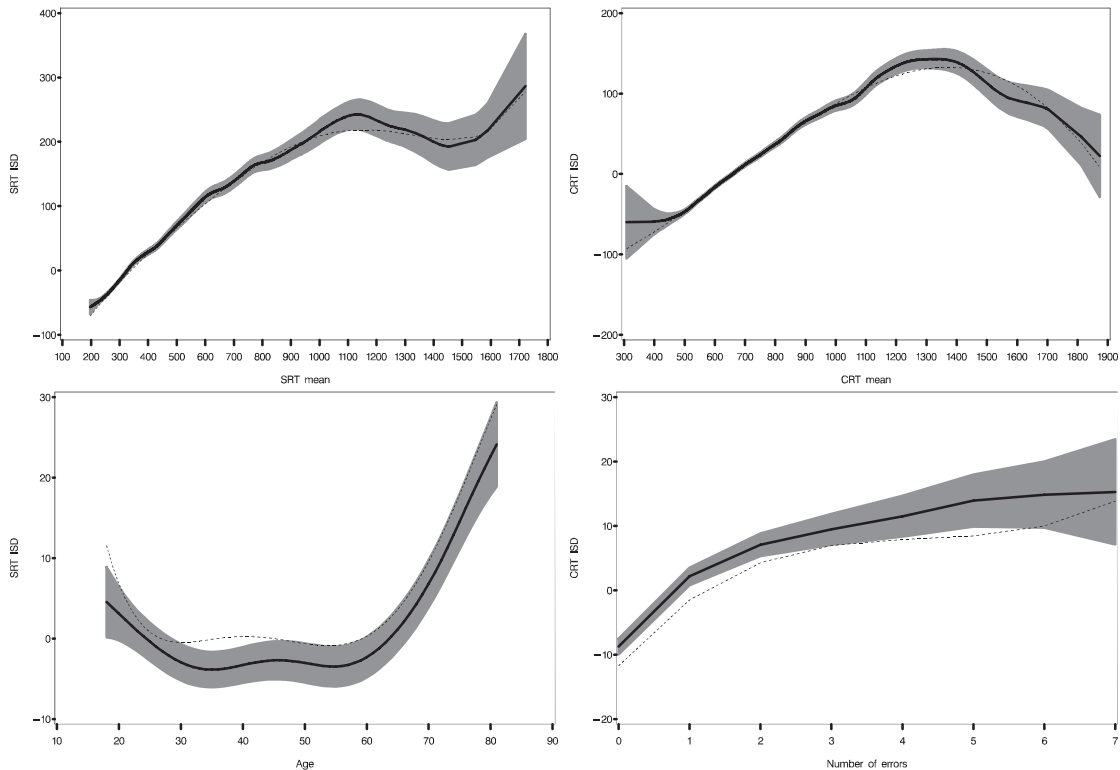 400
300
200
100
0
−100
SRT ISD
100 200 300 400 500 600 700 800 900 1000 1100 1200 1300 1400 1500 1600 1700 1800
SRT mean
200
100
0
−100
−200
CRT ISD
300 400 500 600 700 800 900 1000 1100 1200 1300 1400 1500 1600 1700 1800 1900
CRT mean
30
20
10
0
−10
SRT ISD
10 20 30 40 50 60 70 80 90
Age
30
20
10
0
−10
−20
CRT ISD
0 1 2 3 4 5 6 7
Number of errors